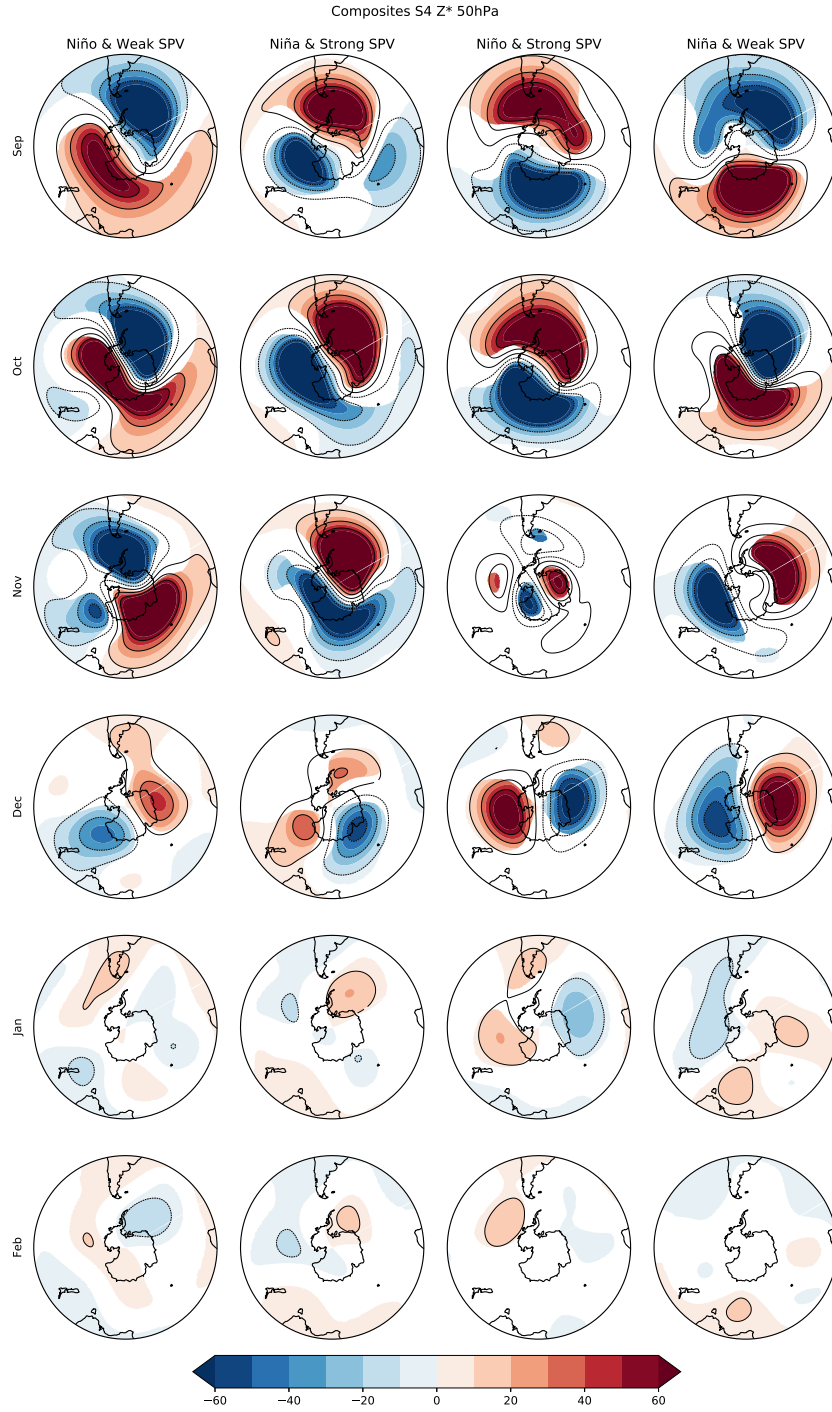 Composites S4 Z* 50hPa
Niño & Weak SPV
Niña & Strong SPV
Niño & Strong SPV
Niña & Weak SPV
Sep
Oct
Nov
Dec
Jan
Feb
−60 −40 −20 0 20 40 60